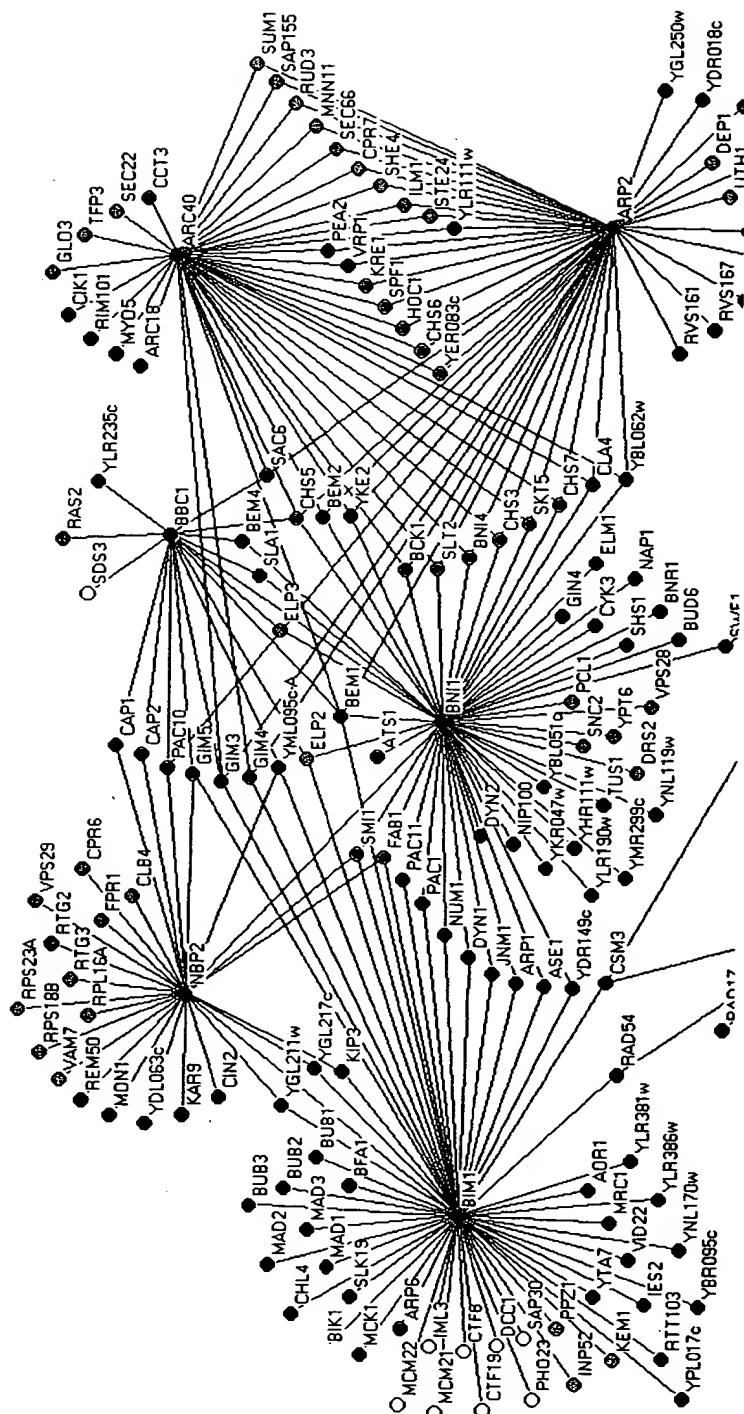 SUM1
SAP155
RUD3
MNN11
SEC66
CPR7
SHE4
ILM1
STE24
YLR111w
CCT3
SEC22
TFP3
GLO3
CIK1
RIM101
MYO5
ARC18
ARC40
PEA2
VRP1
KRE1
SPF1
HOC1
CHS6
YER083c
YGL250w
YDR018c
DEP1
UTH1
ARP2
RVS167
RVS161
YLR235c
RAS2
SDS3
BBC1
SAC6
CHS5
BEM2
YKE2
BEM4
SLA1
ELP3
BCK1
SLT2
BNI4
CHS3
SKT5
CHS7
CLA4
YBL062w
ELM1
NAP1
GIN4
CYK3
SHS1
BNR1
BUD6
SWE1
CAP1
CAP2
PAC10
GIM5
GIM3
GIM4
YML095c-A
ELP2
BEM1
ATS1
BNI1
PCL1
SNC2
YPT6
VPS28
YBL051c
TUS1
DRS2
YNL119w
DYN2
NIP100
YKR047w
YHR111w
YLR190w
YMR299c
SMI1
FAB1
PAC11
PAC1
NUM1
DYN1
JNM1
ARP1
ASE1
YDR149c
CSM3
VPS29
CPR6
RTG2
FPR1
CLB4
RPS23A
RTG3
RPL16A
RPS18B
VAM7
REM50
MON1
YDL063c
KAR9
CIN2
NBP2
YGL211w
YGL217c
KIP3
RAD17
RAD54
BUB3
BUB2
BUB1
BFA1
MAD2
MAD3
MAD1
CHL4
SLK19
BIK1
MCK1
ARP6
MCM22
IML3
MCM21
CTF8
CTF19
DCC1
SAP30
PHO23
PPZ1
INP52
KEM1
YTA7
IES2
RTT103
YPL017c
BIM1
AOR1
MRC1
VID22
YLR381w
YLR386w
YNL170w
YBR095c